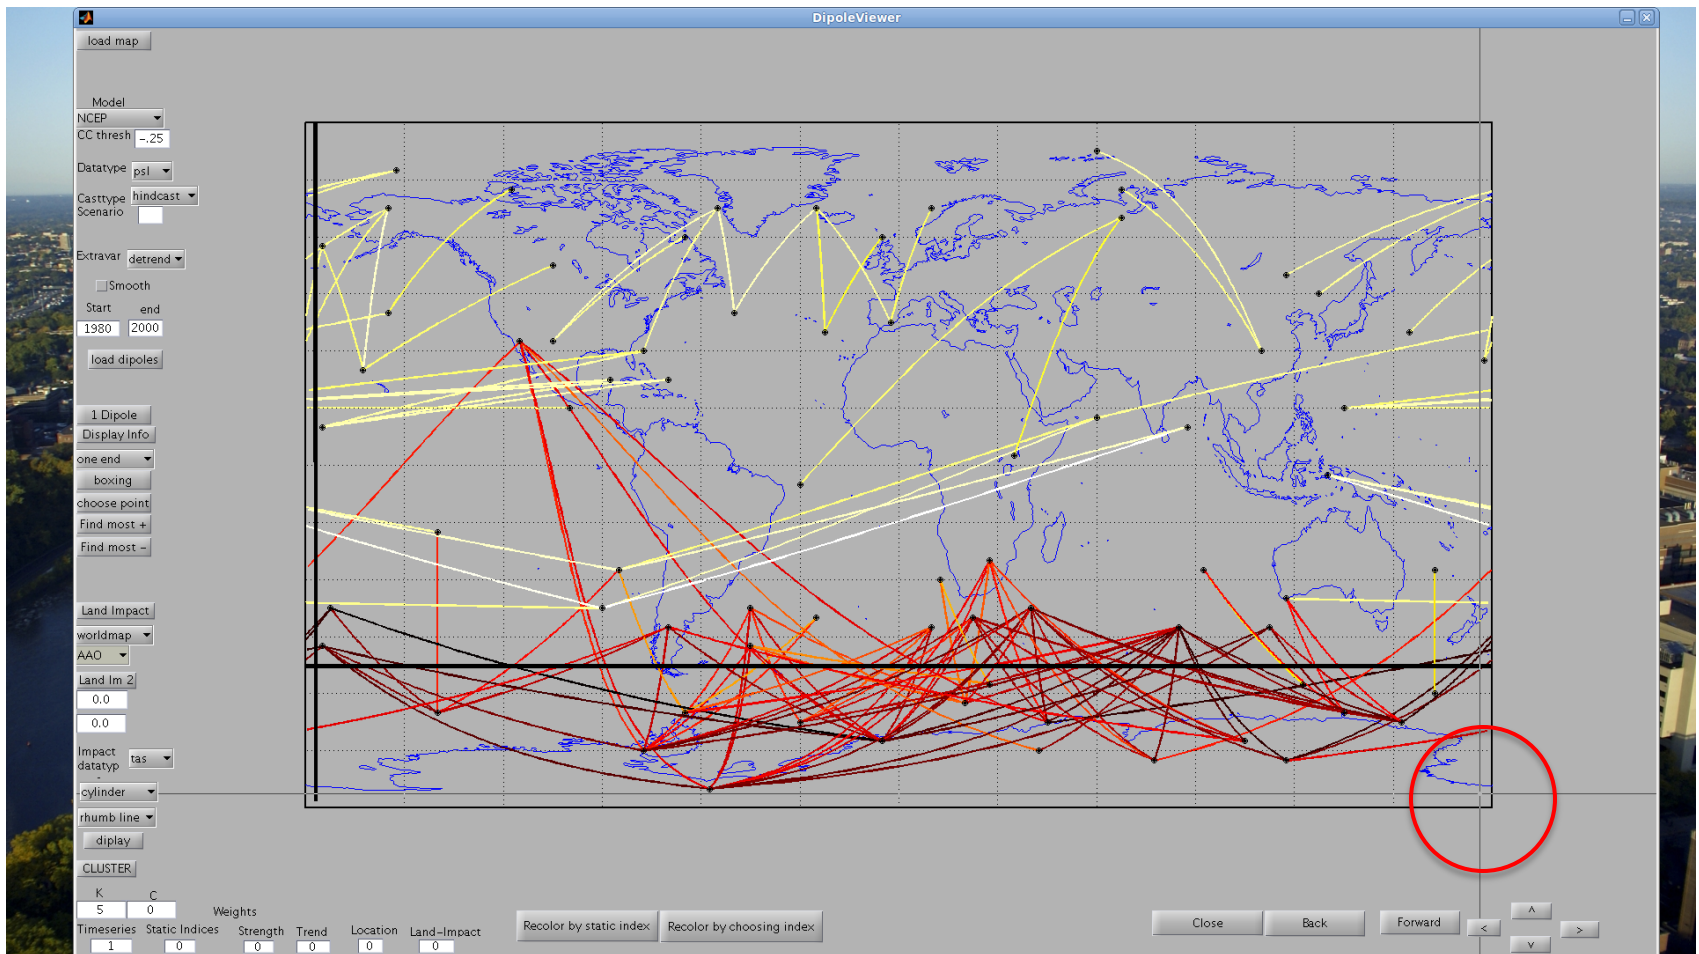 DipoleViewer
load map
Model
NCEP
CC thresh -.25
Datatype psl
Casttype hindcast
Scenario
Extravar detrend
Smooth
Start end
1980 2000
load dipoles
1 Dipole
Display Info
one end
boxing
choose point
Find most +
Find most -
Land Impact
worldmap
AAO
Land Im 2
0.0
0.0
Impact
datatyp tas
cylinder
rhumb line
diplay
CLUSTER
K C
5 0
Weights
Timeseries Static Indices Strength Trend Location Land-Impact
1 0 0 0 0 0
Recolor by static index Recolor by choosing index
Close Back Forward
^
< >
v